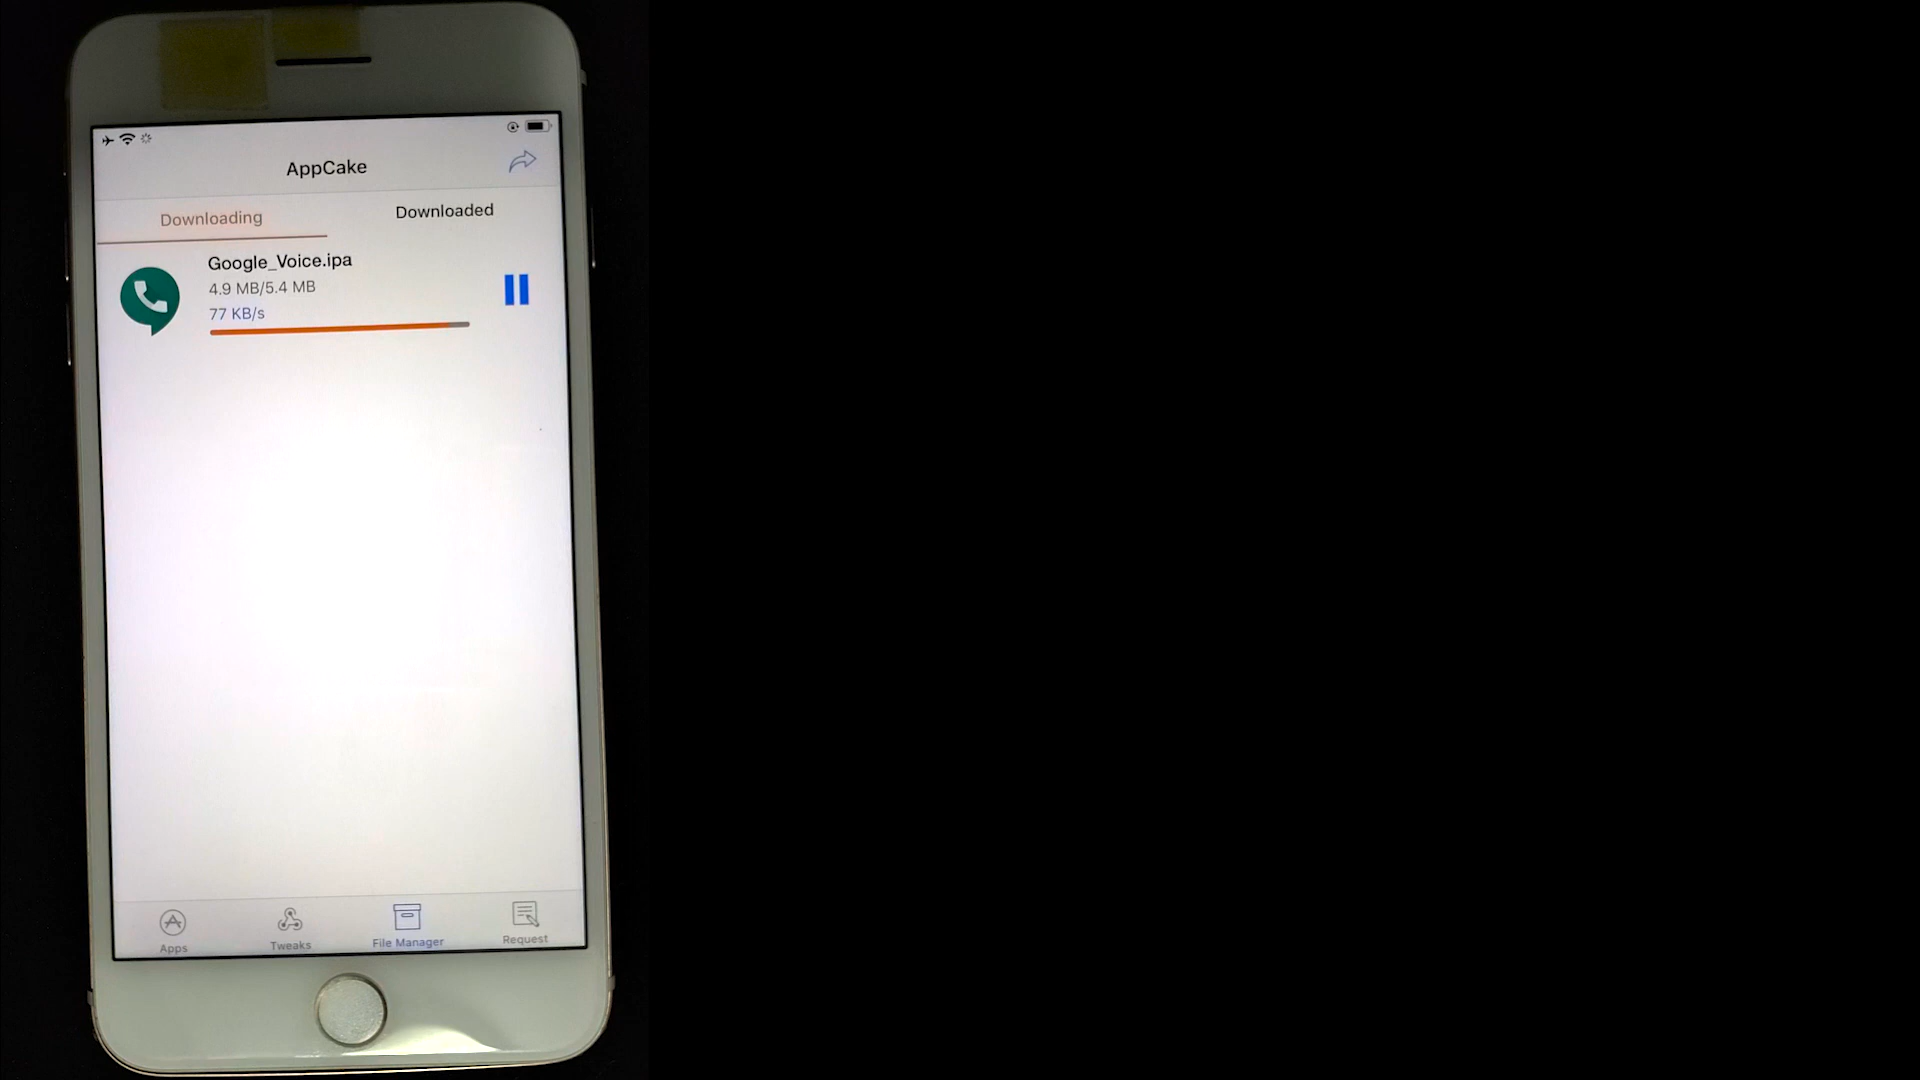 AppCake
Downloading
Downloaded
Google_Voice.ipa
4.9 MB/5.4 MB
77 KB/s
Apps
Tweaks
File Manager
Request